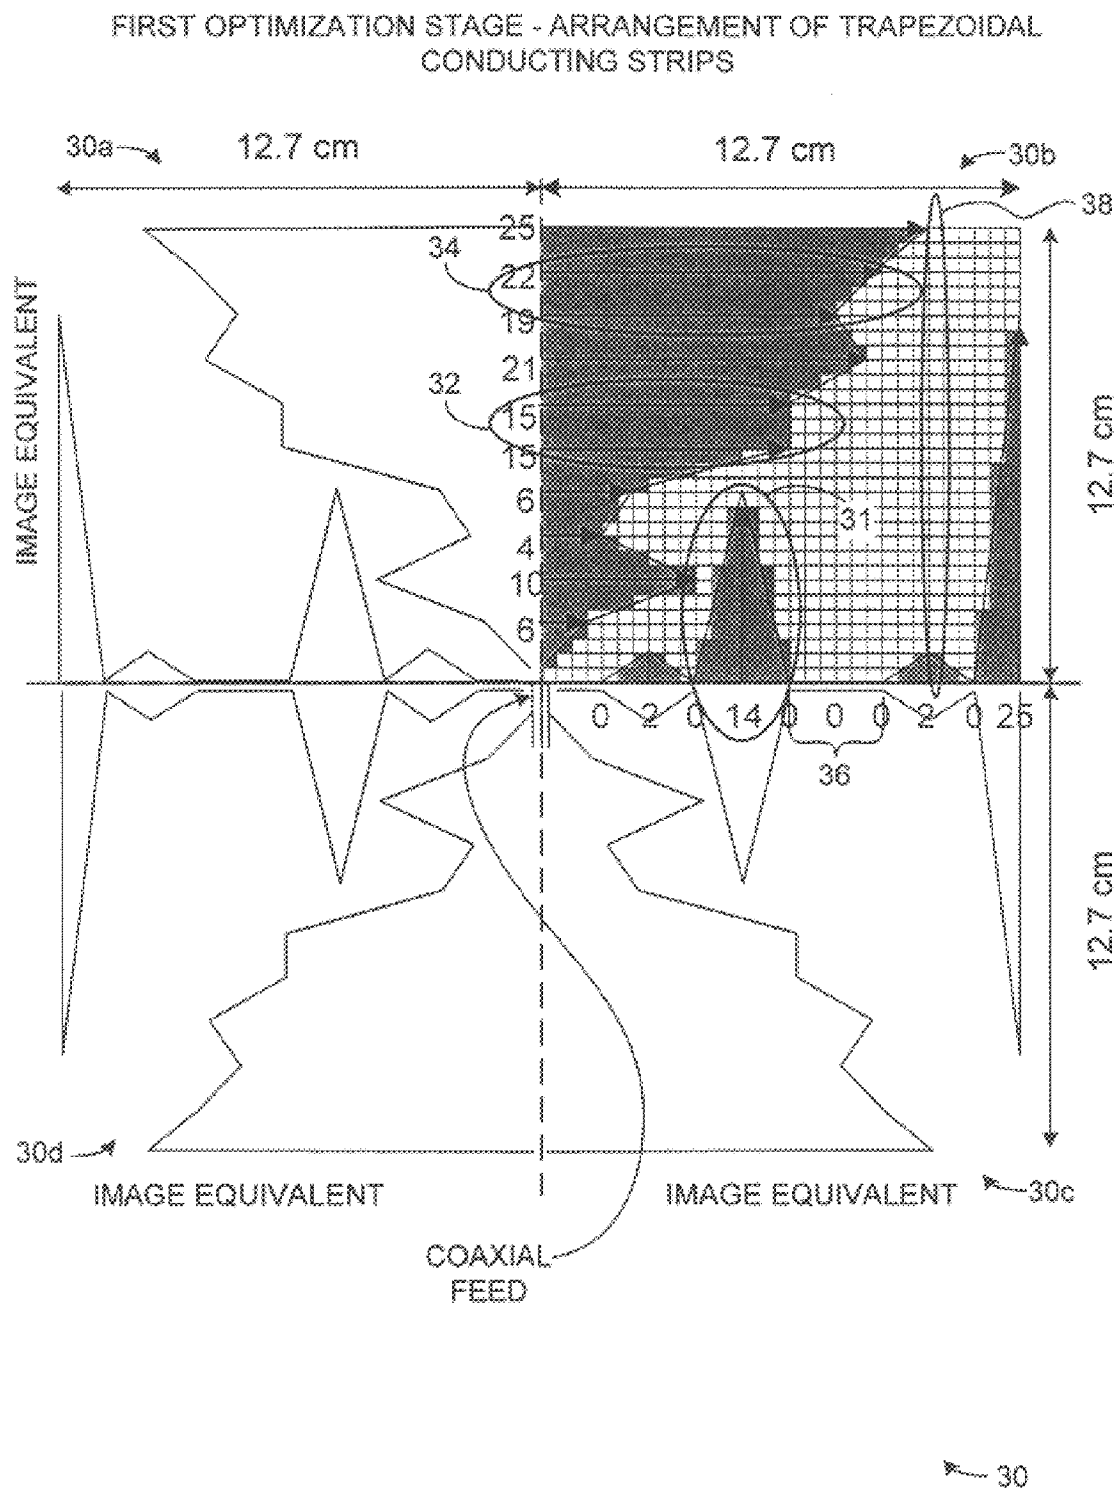 FIRST OPTIMIZATION STAGE - ARRANGEMENT OF TRAPEZOIDAL
CONDUCTING STRIPS
30a
12.7 cm
12.7 cm
30b
38
25
34
22
19
21
32
15
15
6
31
4
10
6
IMAGE EQUIVALENT
12.7 cm
0 2 0 14 0 0 0 2 0 25
36
12.7 cm
30d
IMAGE EQUIVALENT
IMAGE EQUIVALENT
30c
COAXIAL
FEED
30